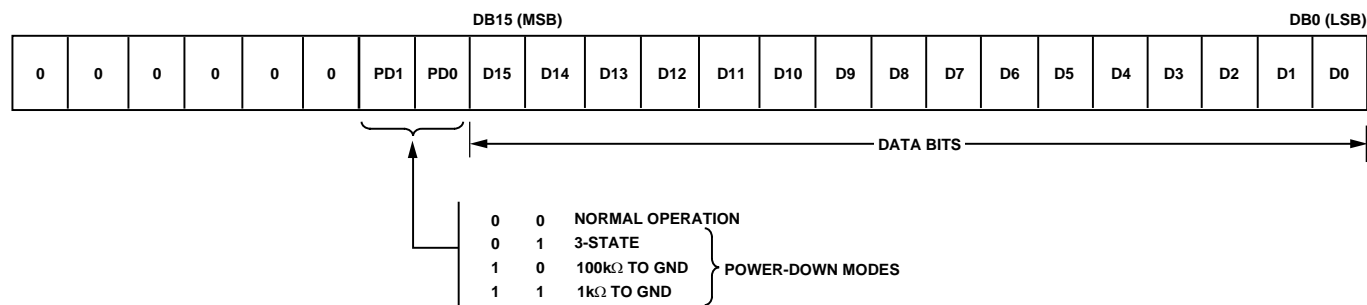 DB15 (MSB) DB0 (LSB)
0 0 0 0 0 0 PD1 PD0 D15 D14 D13 D12 D11 D10 D9 D8 D7 D6 D5 D4 D3 D2 D1 D0
DATA BITS
0 0 NORMAL OPERATION
0 1 3-STATE
1 0 100kΩ TO GND
POWER-DOWN MODES
1 1 1kΩ TO GND